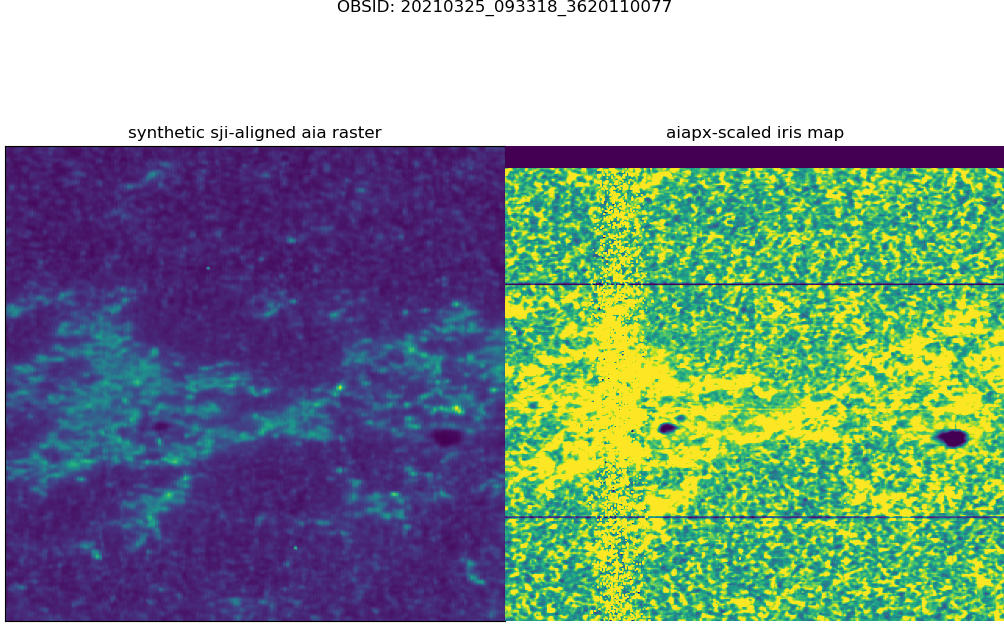 OBSID: 20210325_093318_3620110077
synthetic sji-aligned aia raster
aiapx-scaled iris map